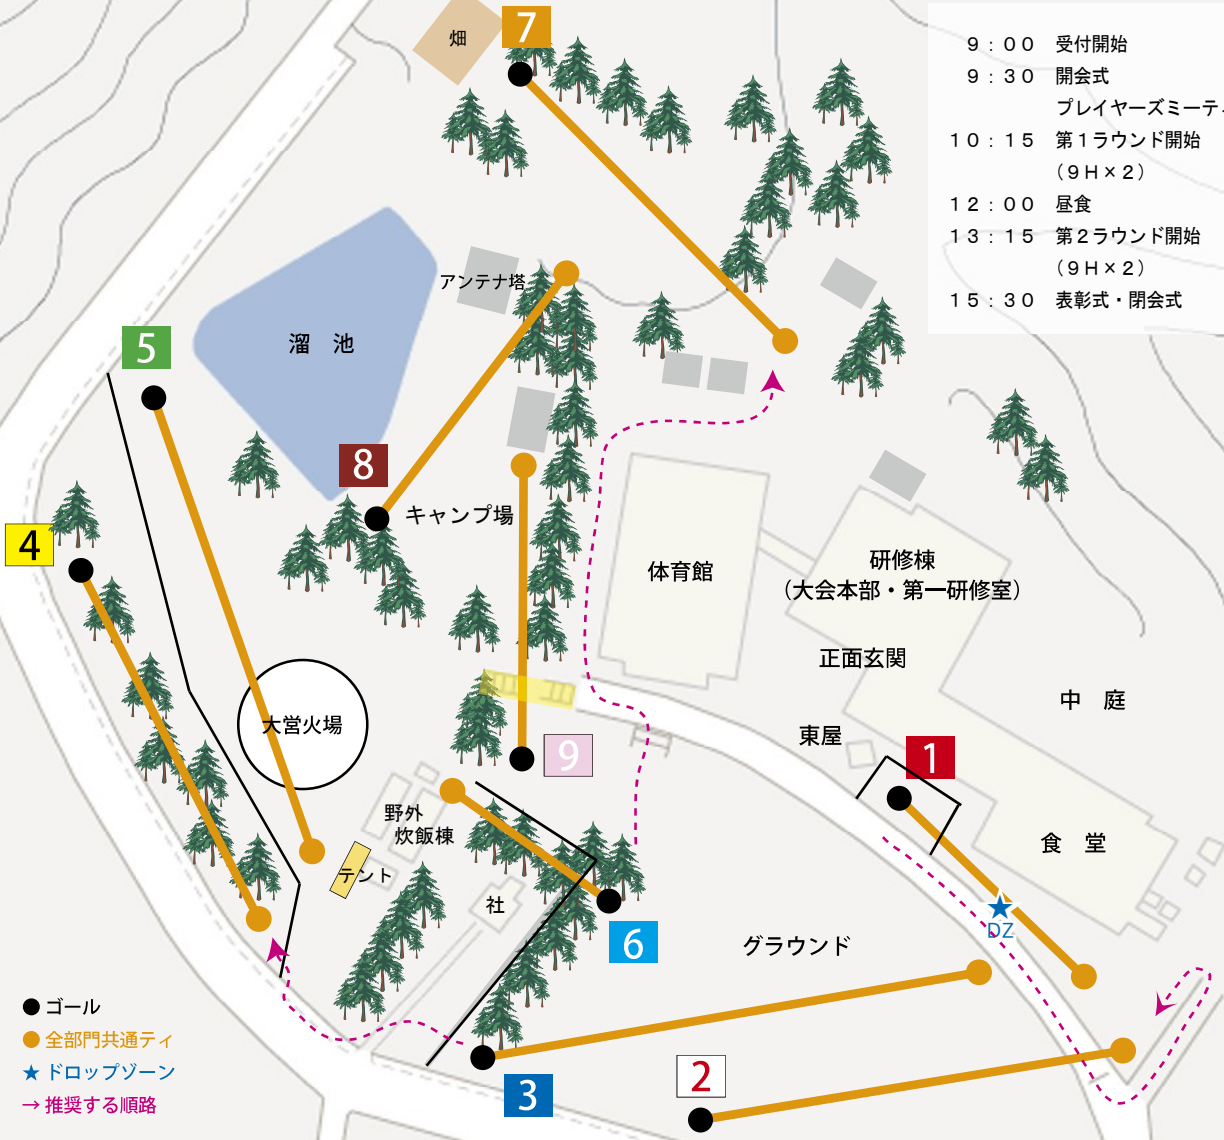 畑
7
９：００　受付開始
９：３０　開会式
プレイヤーズミーテ
１０：１５　第１ラウンド開始
（９Ｈ×２）
１２：００　昼食
１３：１５　第２ラウンド開始
（９Ｈ×２）
１５：３０　表彰式・閉会式
アンテナ塔
溜　池
5
8
キャンプ場
4
体育館
研修棟
（大会本部・第一研修室）
正面玄関
中　庭
大営火場
東屋
9
1
野外
炊飯棟
食　堂
テント
社
DZ
6
グラウンド
ゴール
全部門共通ティ
ドロップゾーン
→ 推奨する順路
2
3